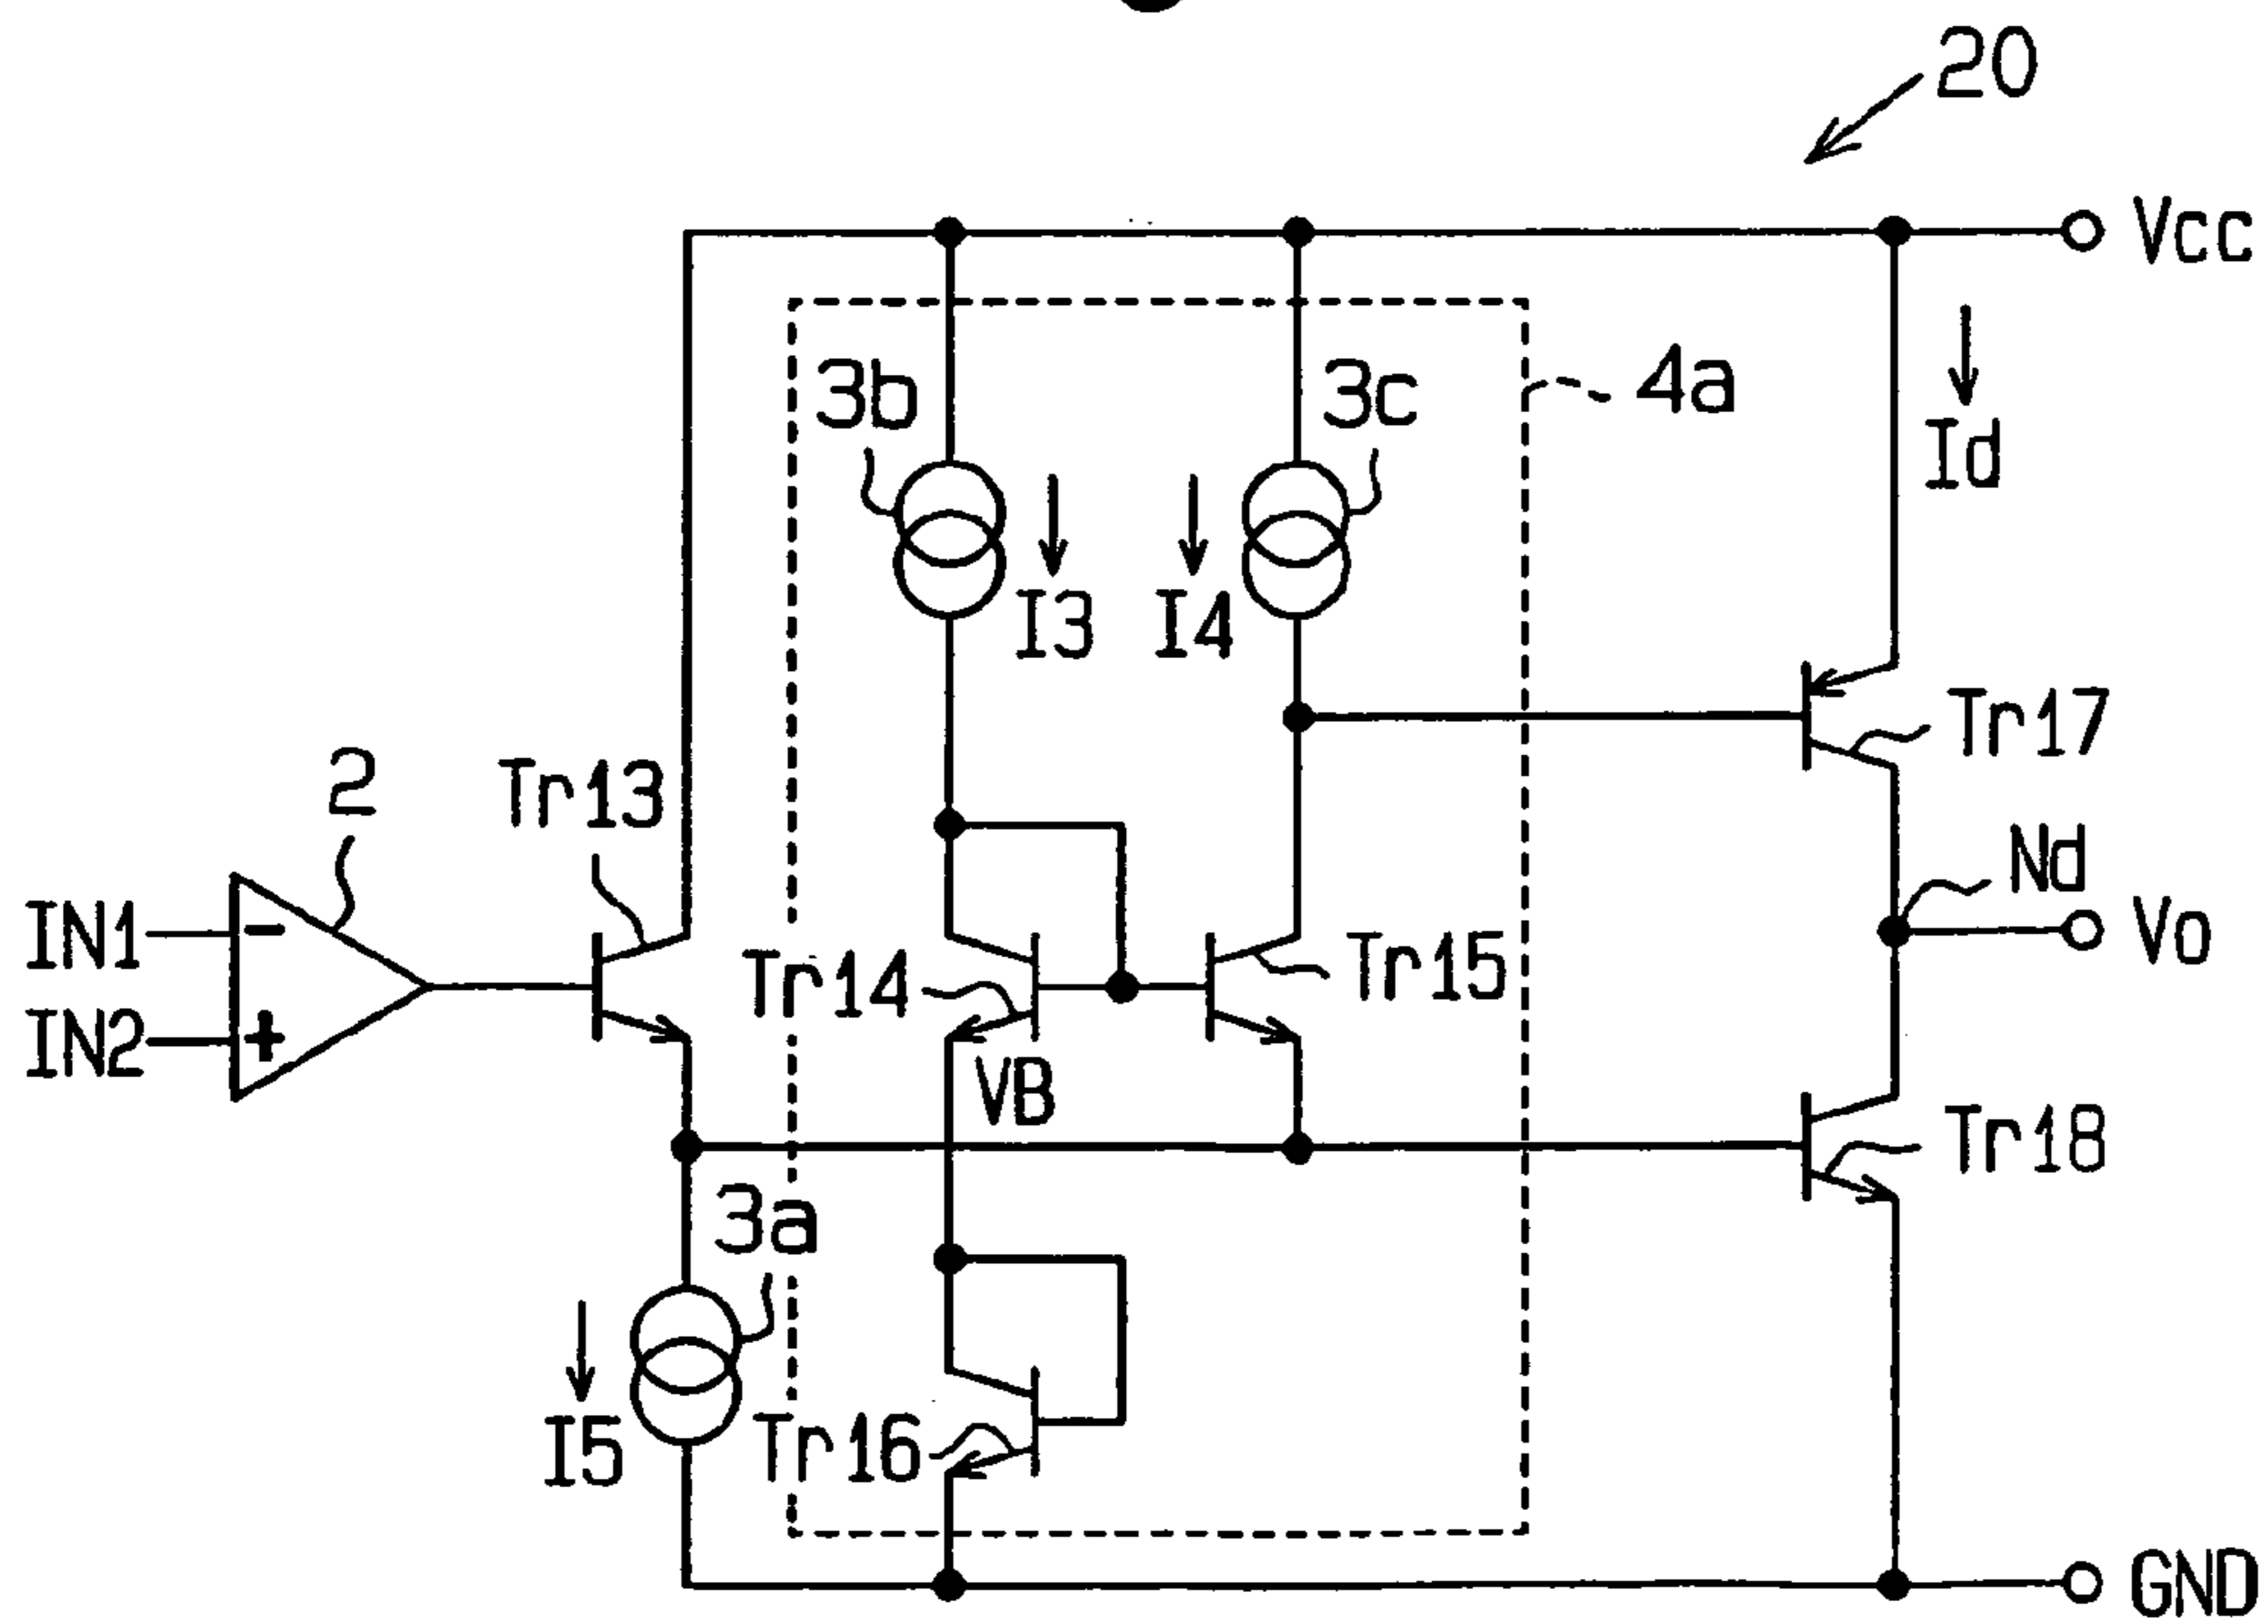 20
Vcc
3b
3c
4a
Id
I3
I4
Tr17
2
Tr13
Nd
IN1
-
Vo
Tr14
Tr15
IN2
+
VB
Tr18
3a
I5
Tr16
GND